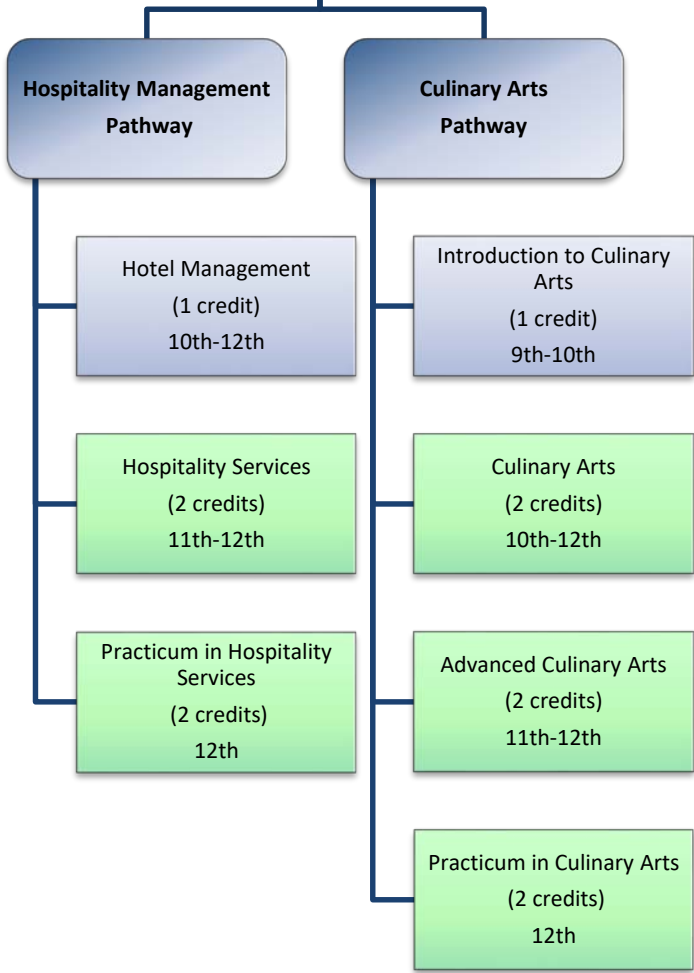 Hospitality Management
Pathway
Culinary Arts
Pathway
Hotel Management
(1 credit)
10th-12th
Introduction to Culinary
Arts
(1 credit)
9th-10th
Hospitality Services
(2 credits)
11th-12th
Culinary Arts
(2 credits)
10th-12th
Practicum in Hospitality
Services
(2 credits)
12th
Advanced Culinary Arts
(2 credits)
11th-12th
Practicum in Culinary Arts
(2 credits)
12th